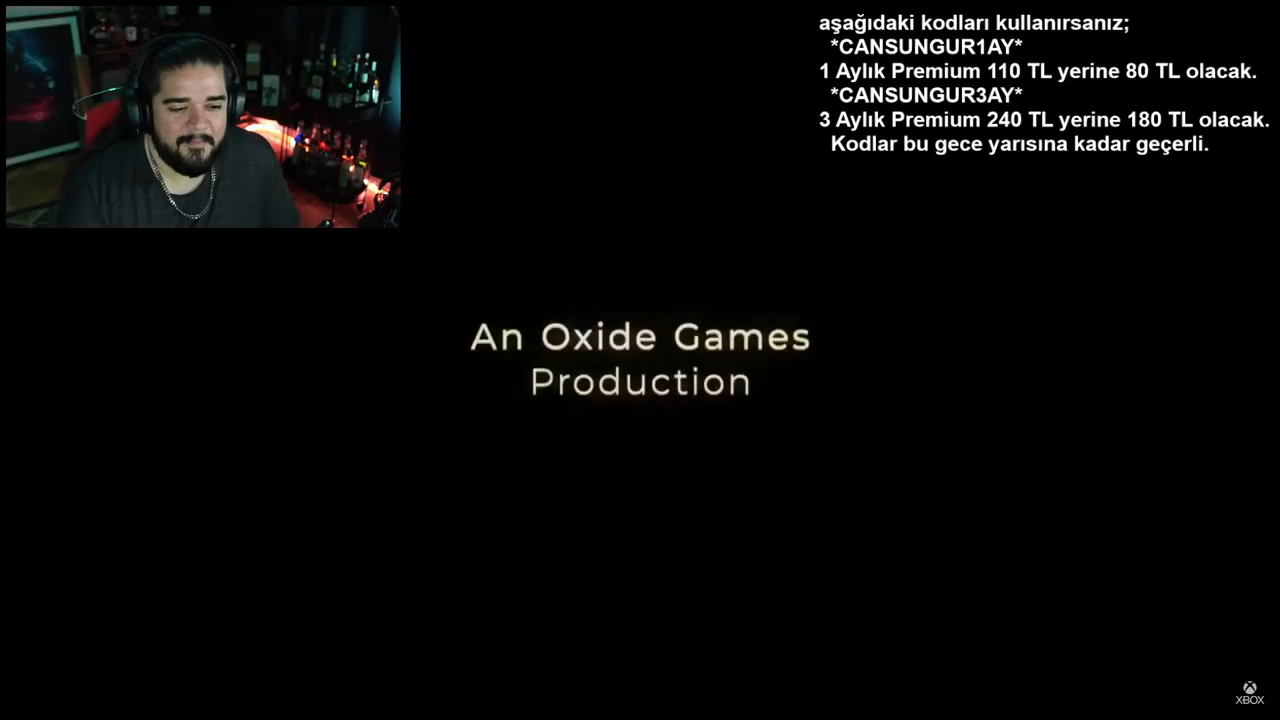 aşağıdaki kodları kullanırsanız;
*CANSUNGUR1AY*
1 Aylık Premium 110 TL yerine 80 TL olacak.
*CANSUNGUR3AY*
3 Aylık Premium 240 TL yerine 180 TL olacak.
Kodlar bu gece yarısına kadar geçerli.
An Oxide Games
Production
XBOX